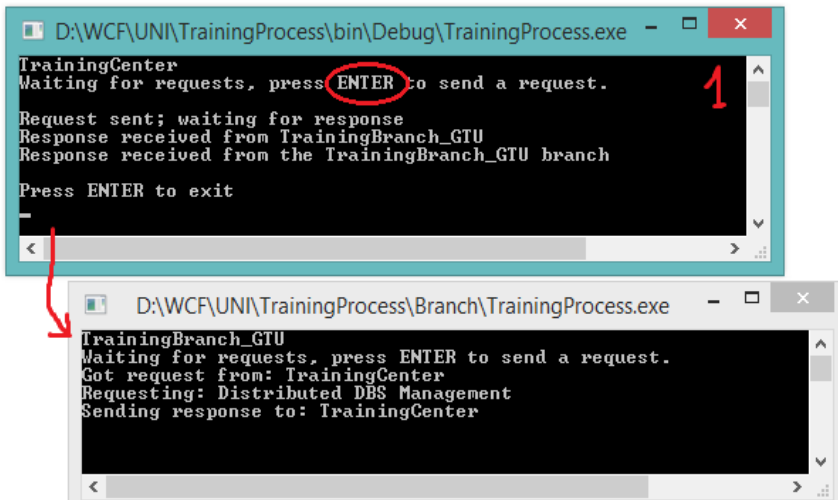 D:\WCF\UNI\TrainingProcess\bin\Debug\TrainingProcess.exe
TrainingCenter
Waiting for requests, press ENTER to send a request.
1
Request sent; waiting for response
Response received from TrainingBranch_GTU
Response received from the TrainingBranch_GTU branch
Press ENTER to exit
D:\WCF\UNI\TrainingProcess\Branch\TrainingProcess.exe
TrainingBranch_GTU
Waiting for requests, press ENTER to send a request.
Got request from: TrainingCenter
Requesting: Distributed DBS Management
Sending response to: TrainingCenter